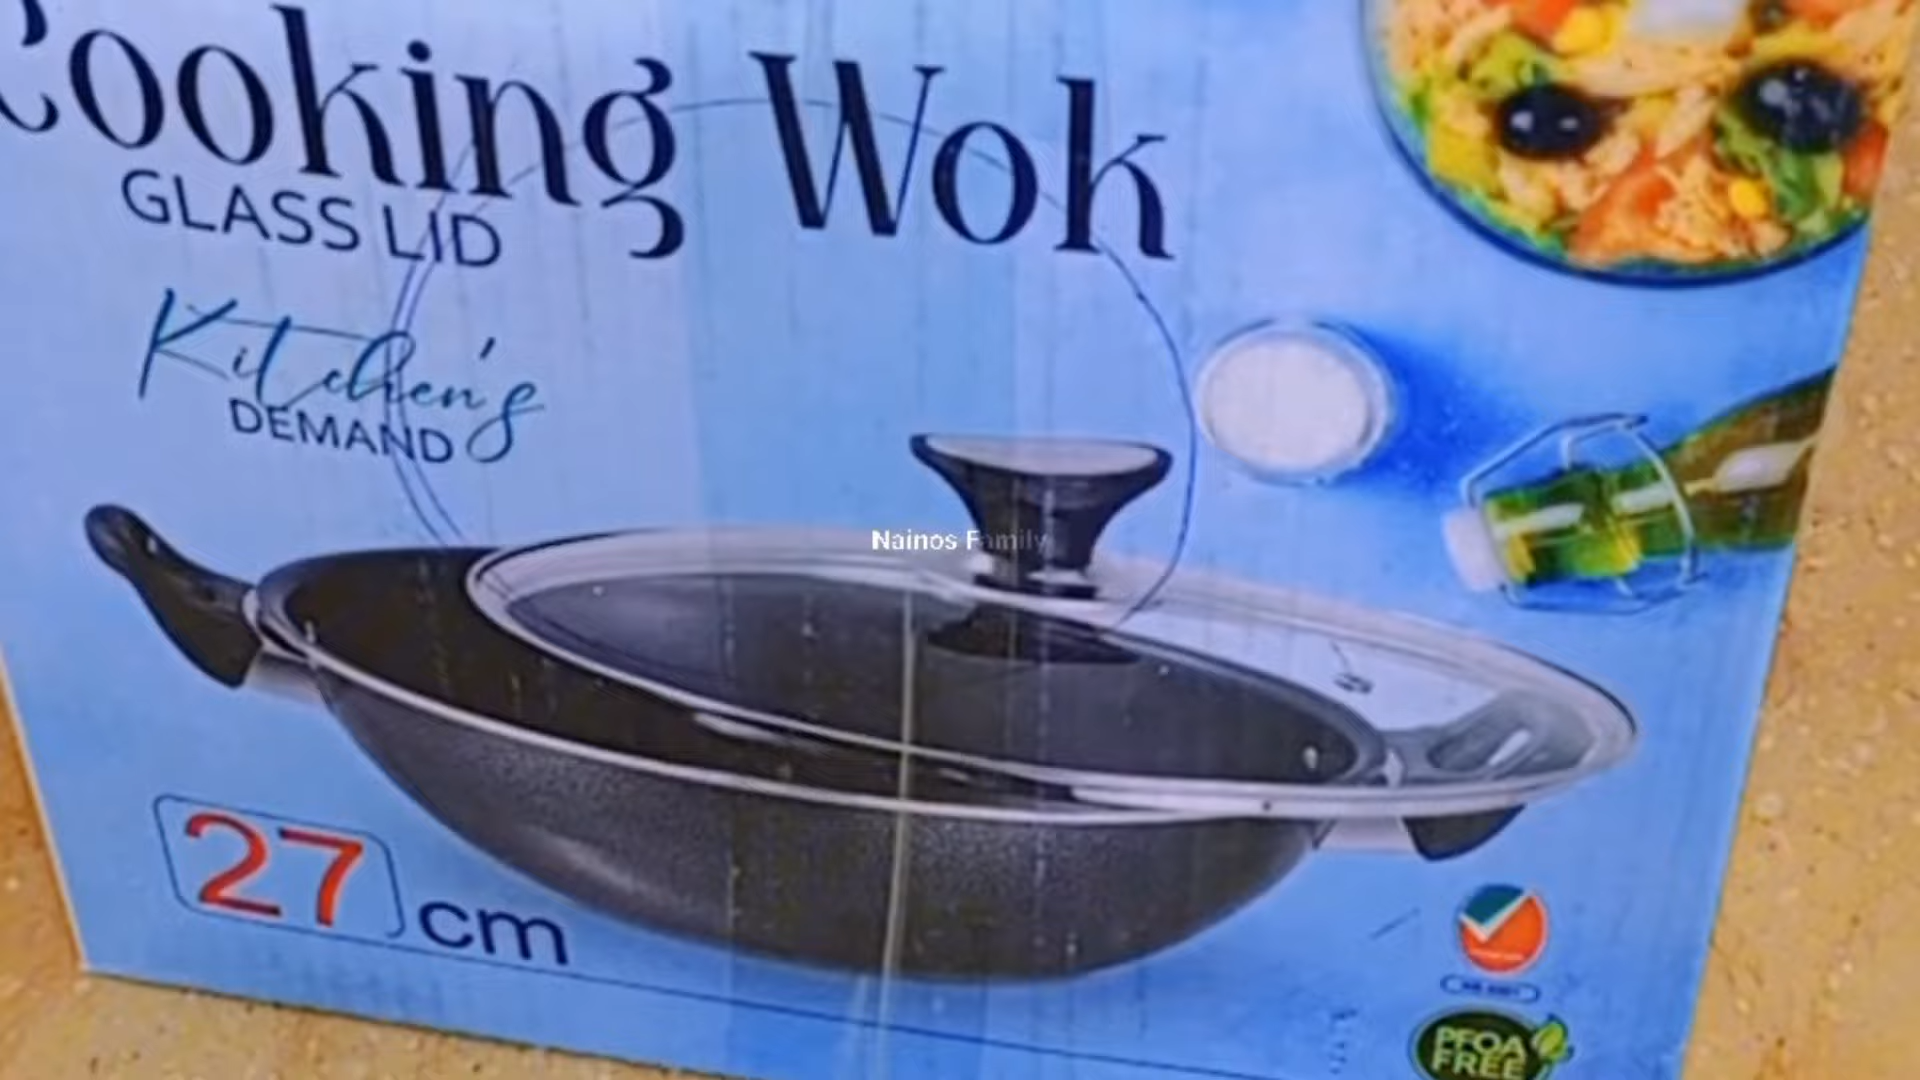 Cooking Wok
GLASS LID
Kitchen's
DEMAND
Nainos Family
27 cm
PFOA
FREE